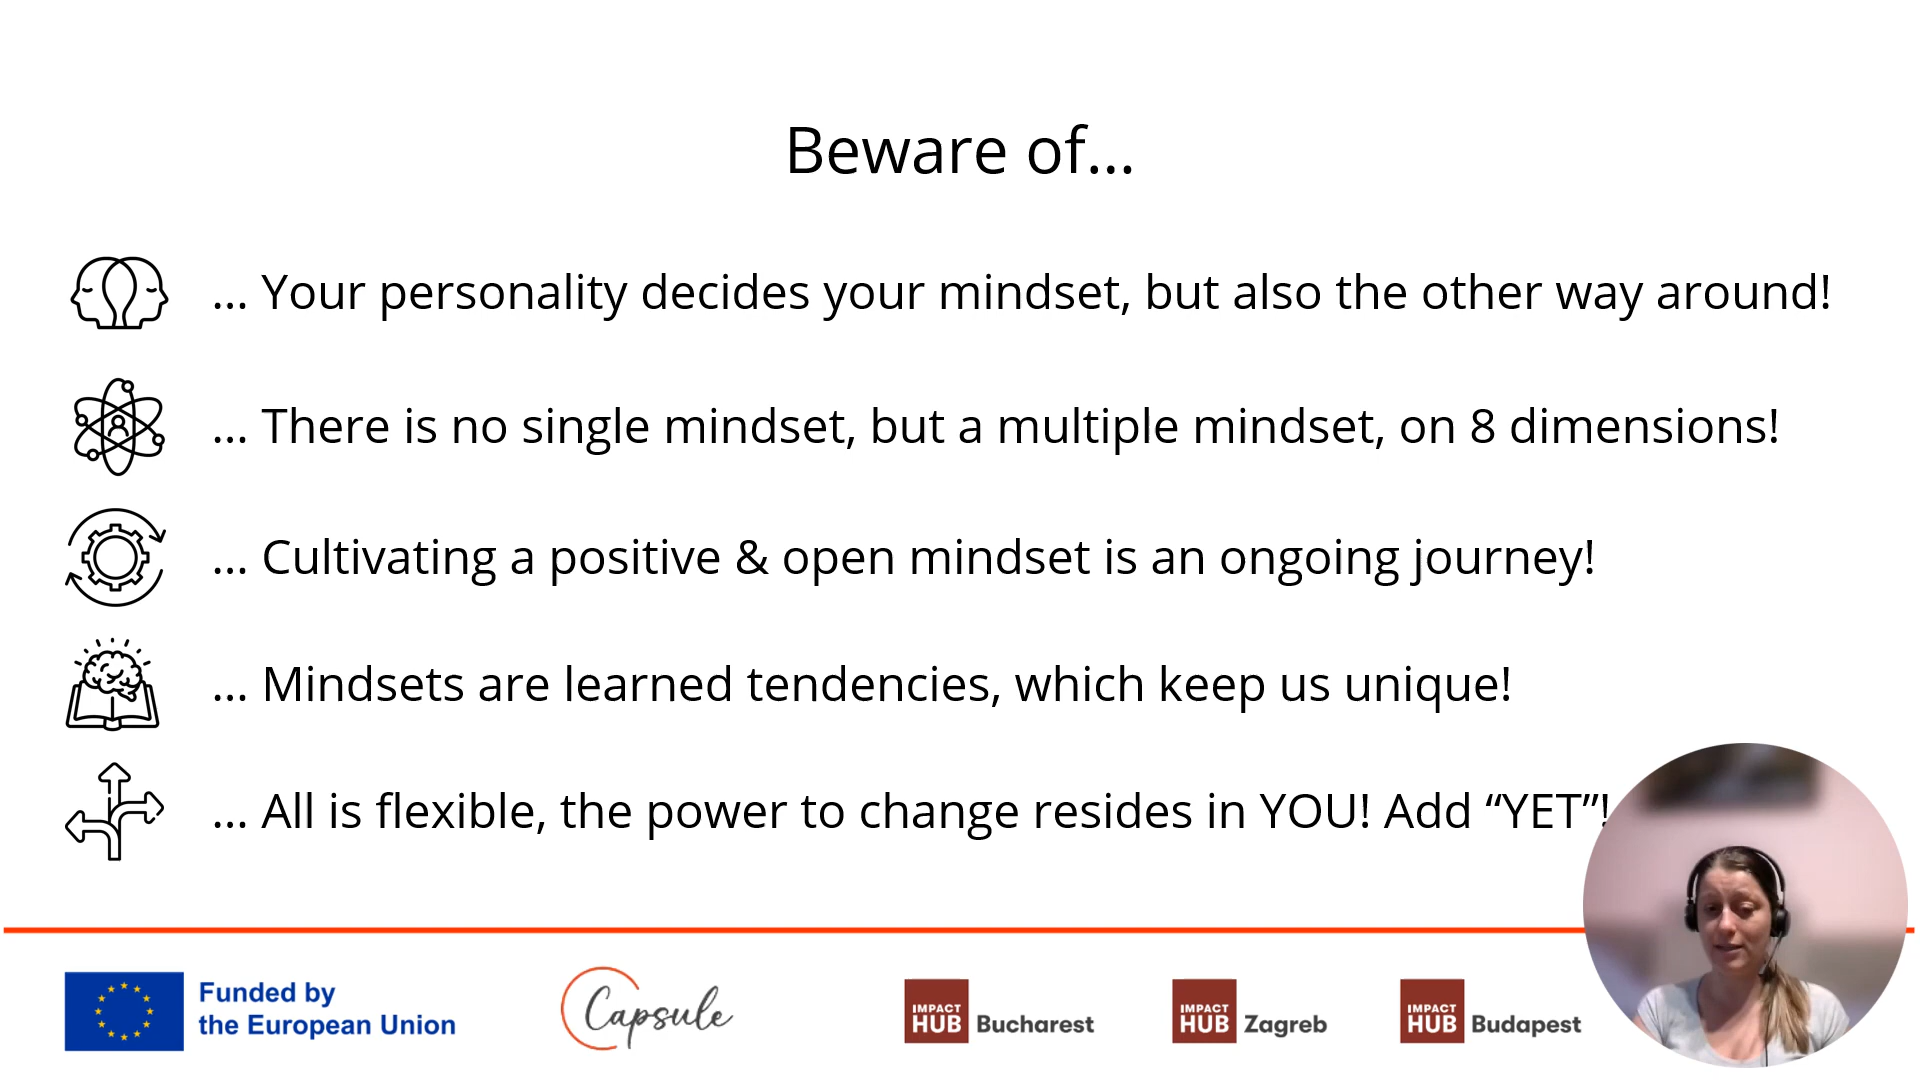 Beware of...
... Your personality decides your mindset, but also the other way around!
... There is no single mindset, but a multiple mindset, on 8 dimensions!
... Cultivating a positive & open mindset is an ongoing journey!
... Mindsets are learned tendencies, which keep us unique!
... All is flexible, the power to change resides in YOU! Add “YET”!
Funded by
the European Union
Capsule
IMPACT
HUB Bucharest
IMPACT
HUB Zagreb
IMPACT
HUB Budapest